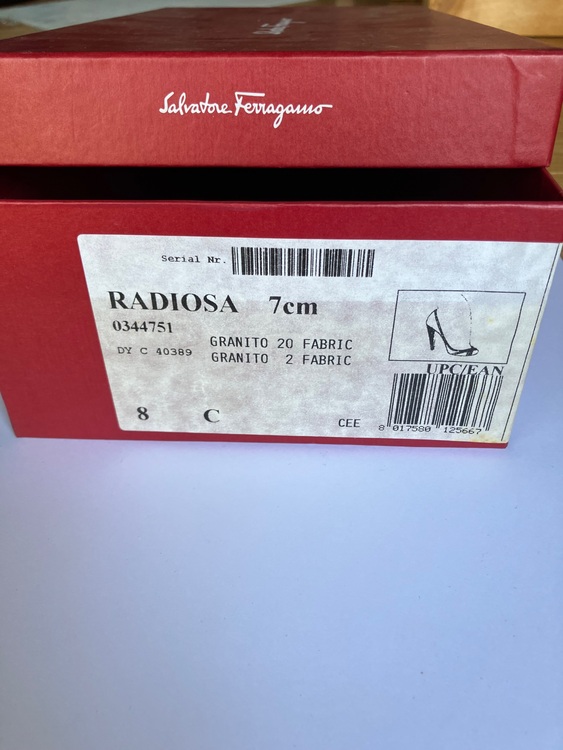 Salvatore Ferragamo
Serial Nr.
RADIOSA 7cm
0344751
DY C 40389
GRANITO 20 FABRIC
GRANITO 2 FABRIC
UPC/EAN
8 C
CEE
8 017580 125667